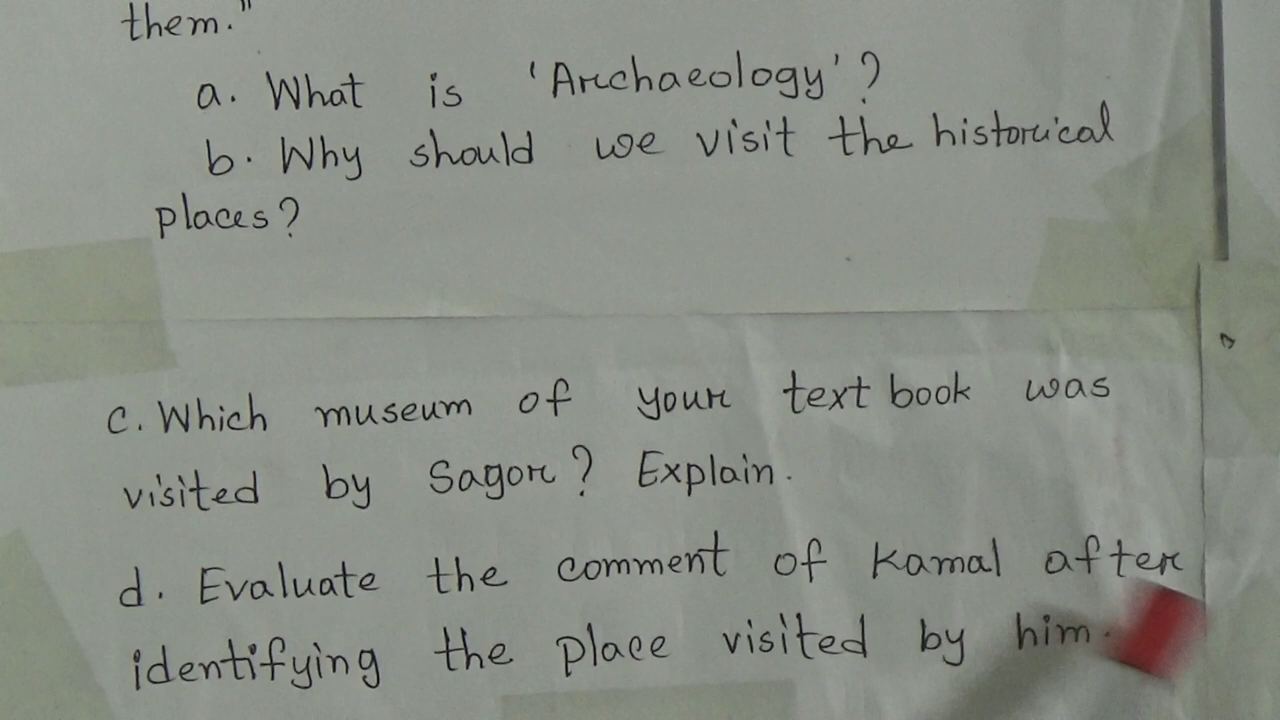 them."
a. What is 'Archaeology'?
b. Why should we visit the historical
places?
c. Which museum of your text book was
visited by Sagor? Explain.
d. Evaluate the comment of Kamal after
identifying the place visited by him.